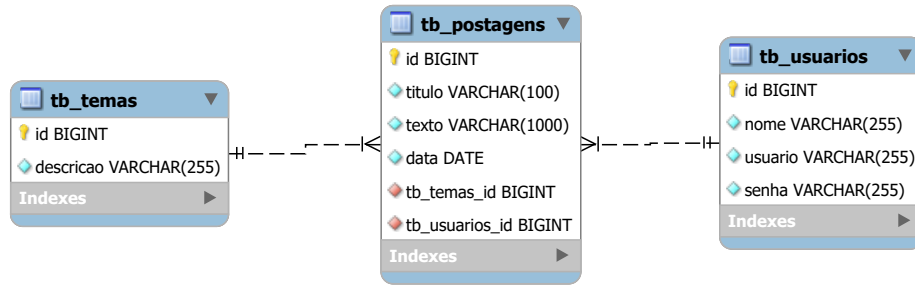 tb_temas
id BIGINT
descricao VARCHAR(255)
Indexes
tb_postagens
id BIGINT
titulo VARCHAR(100)
texto VARCHAR(1000)
data DATE
tb_temas_id BIGINT
tb_usuarios_id BIGINT
Indexes
tb_usuarios
id BIGINT
nome VARCHAR(255)
usuario VARCHAR(255)
senha VARCHAR(255)
Indexes